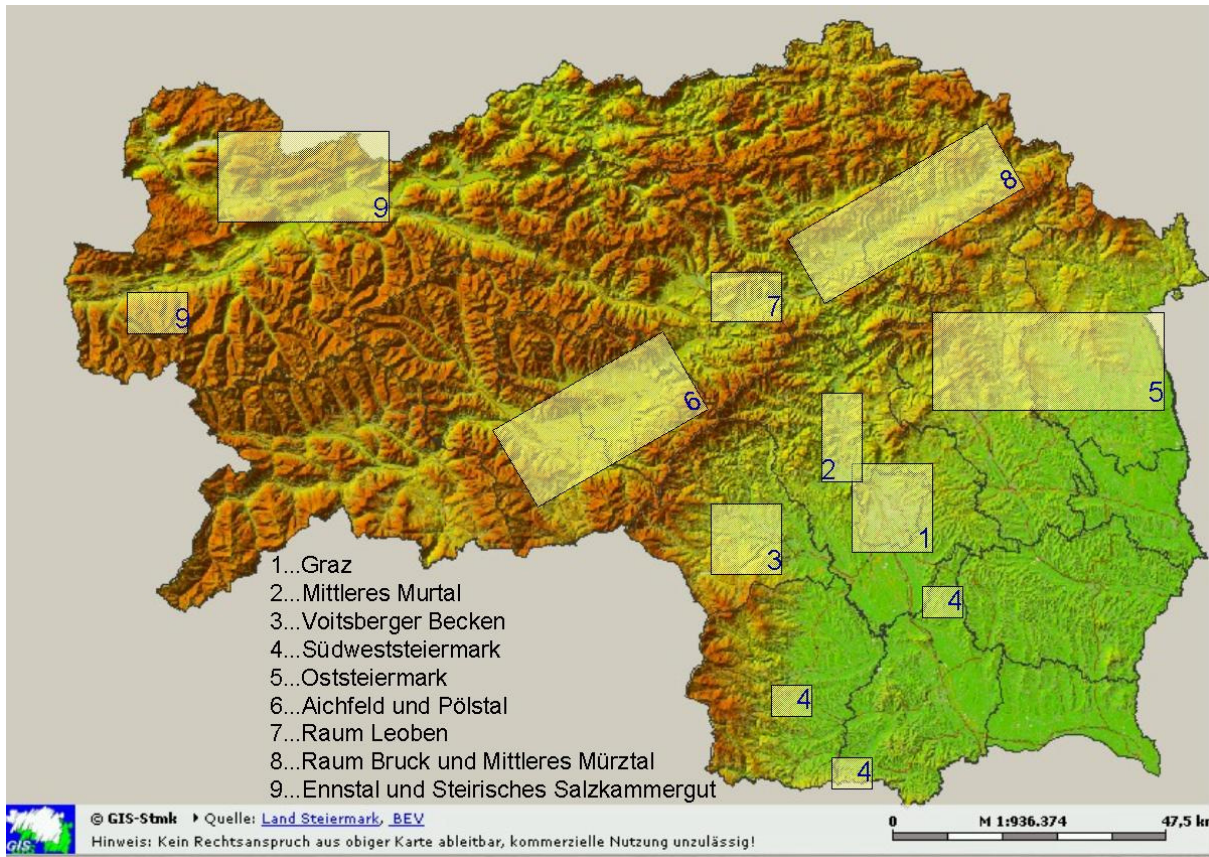 9
8
9
7
5
6
2
1
3
4
4
4
1...Graz
2...Mittleres Murtal
3...Voitsberger Becken
4...Südweststeiermark
5...Oststeiermark
6...Aichfeld und Pölstal
7...Raum Leoben
8...Raum Bruck und Mittleres Mürztal
9...Ennstal und Steirisches Salzkammergut
GIS-
© GIS-Stmk Quelle: Land Steiermark, BEV
Hinweis: Kein Rechtsanspruch aus obiger Karte ableitbar, kommerzielle Nutzung unzulässig!
0 M 1:936.374 47,5 km